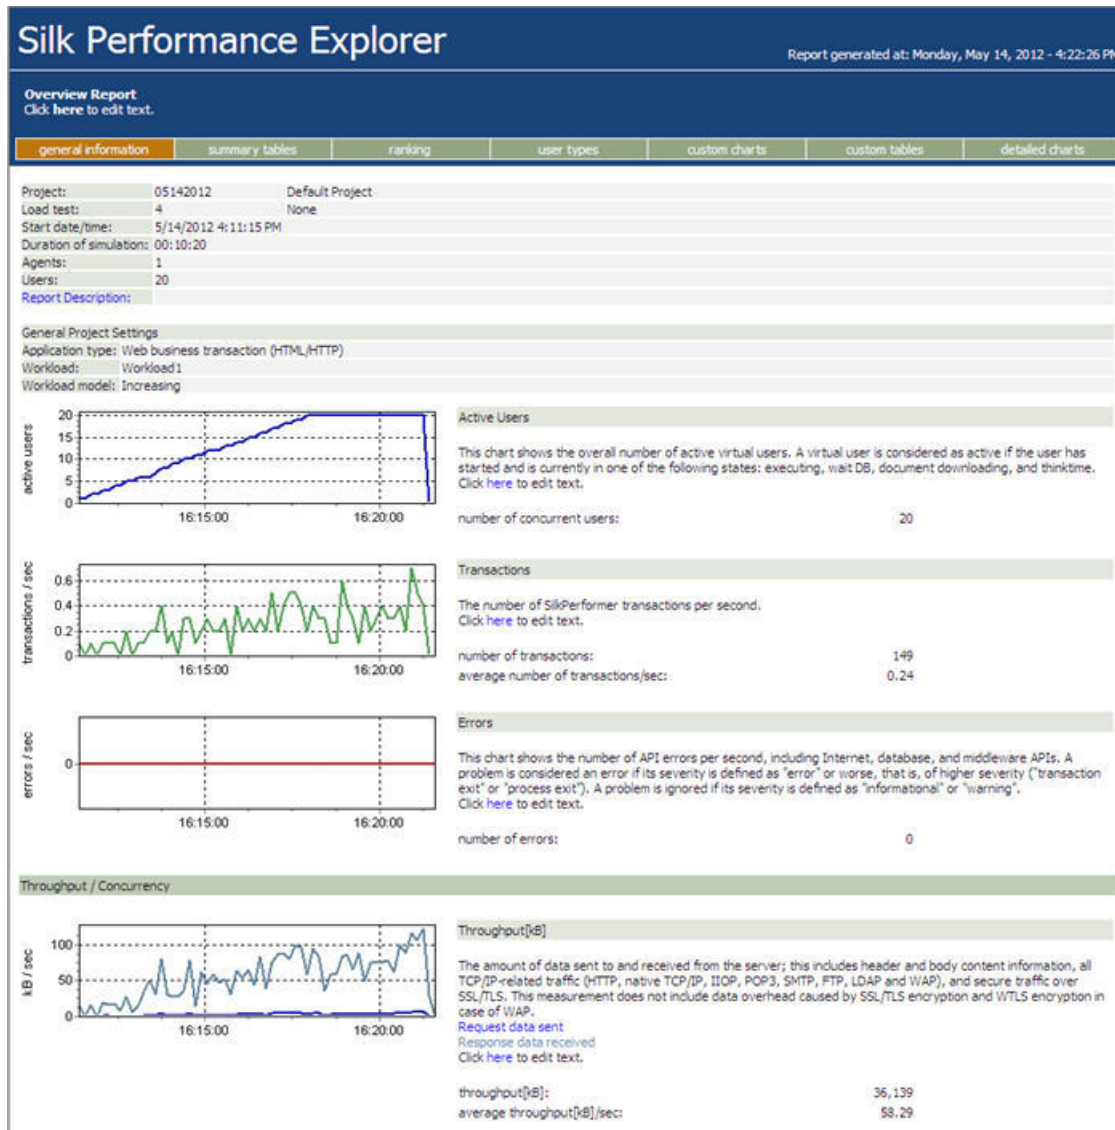 Silk Performance Explorer
Report generated at: Monday, May 14, 2012 - 4:22:26 PM
Overview Report
Click here to edit text.
general information summary tables ranking user types custom charts custom tables detailed charts
Project: 05142012 Default Project
Load test: 4 None
Start date/time: 5/14/2012 4:11:15 PM
Duration of simulation: 00:10:20
Agents: 1
Users: 20
Report Description:
General Project Settings
Application type: Web business transaction (HTML/HTTP)
Workload: Workload1
Workload model: Increasing
active users
20
15
10
5
0
16:15:00 16:20:00
Active Users
This chart shows the overall number of active virtual users. A virtual user is considered as active if the user has
started and is currently in one of the following states: executing, wait DB, document downloading, and thinktime.
Click here to edit text.
number of concurrent users: 20
transactions / sec
0.6
0.4
0.2
0
16:15:00 16:20:00
Transactions
The number of SilkPerformer transactions per second.
Click here to edit text.
number of transactions: 149
average number of transactions/sec: 0.24
errors / sec
0
16:15:00 16:20:00
Errors
This chart shows the number of API errors per second, including Internet, database, and middleware APIs. A
problem is considered an error if its severity is defined as "error" or worse, that is, of higher severity ("transaction
exit" or "process exit"). A problem is ignored if its severity is defined as "informational" or "warning".
Click here to edit text.
number of errors: 0
Throughput / Concurrency
kB / sec
100
50
0
16:15:00 16:20:00
Throughput[kB]
The amount of data sent to and received from the server; this includes header and body content information, all
TCP/IP-related traffic (HTTP, native TCP/IP, IIOP, POP3, SMTP, FTP, LDAP and WAP), and secure traffic over
SSL/TLS. This measurement does not include data overhead caused by SSL/TLS encryption and WTLS encryption in
case of WAP.
Request data sent
Response data received
Click here to edit text.
throughput[kB]: 36,139
average throughput[kB]/sec: 58.29